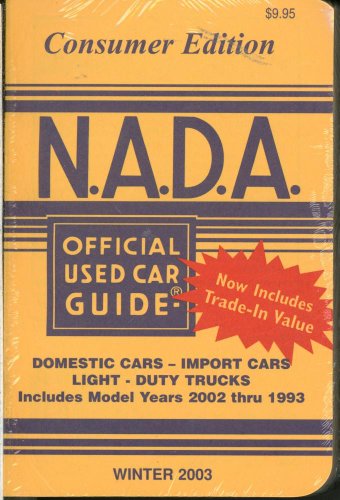 $9.95
Consumer Edition
N.A.D.A.
OFFICIAL
USED CAR
GUIDE®
Now Includes
Trade-In Value
DOMESTIC CARS – IMPORT CARS
LIGHT - DUTY TRUCKS
Includes Model Years 2002 thru 1993
WINTER 2003